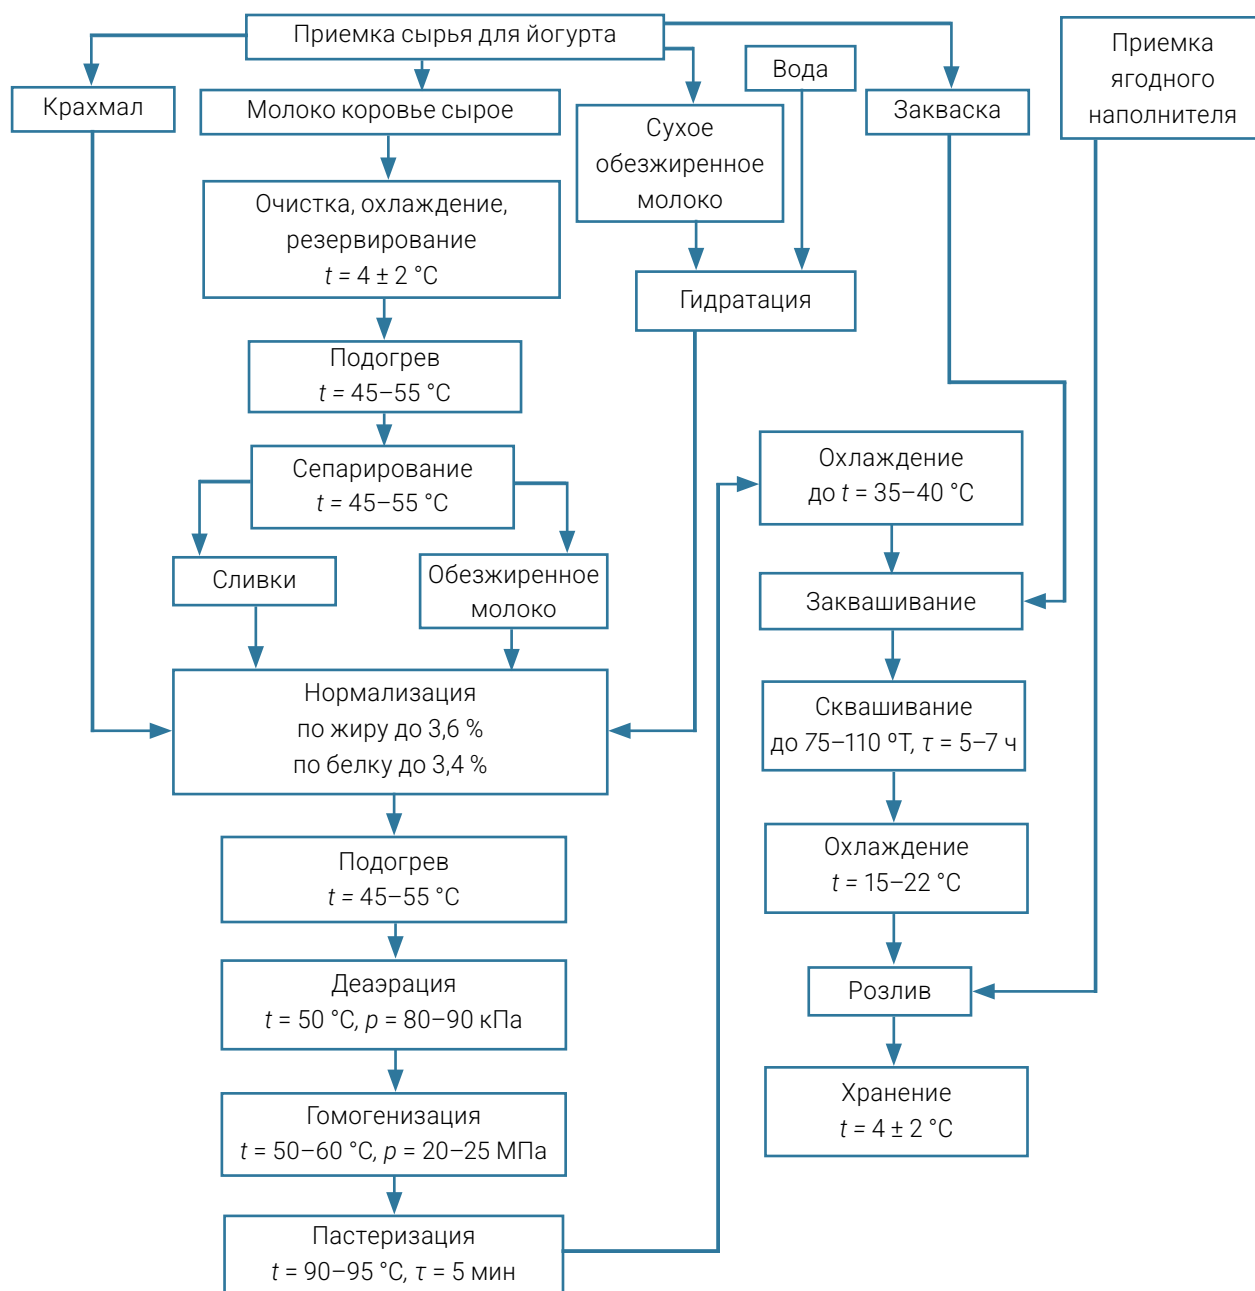 Приемка сырья для йогурта
Приемка
ягодного
наполнителя
Вода
Крахмал
Молоко коровье сырое
Закваска
Сухое
обезжиренное
молоко
Очистка, охлаждение,
резервирование
t = 4 ± 2 °C
Гидратация
Подогрев
t = 45–55 °C
Сепарирование
t = 45–55 °C
Сливки
Обезжиренное
молоко
Нормализация
по жиру до 3,6 %
по белку до 3,4 %
Подогрев
t = 45–55 °C
Деаэрация
t = 50 °C, p = 80–90 кПа
Гомогенизация
t = 50–60 °C, p = 20–25 МПа
Пастеризация
t = 90–95 °C, τ = 5 мин
Охлаждение
до t = 35–40 °C
Заквашивание
Сквашивание
до 75–110 ºT, τ = 5–7 ч
Охлаждение
t = 15–22 °C
Розлив
Хранение
t = 4 ± 2 °C